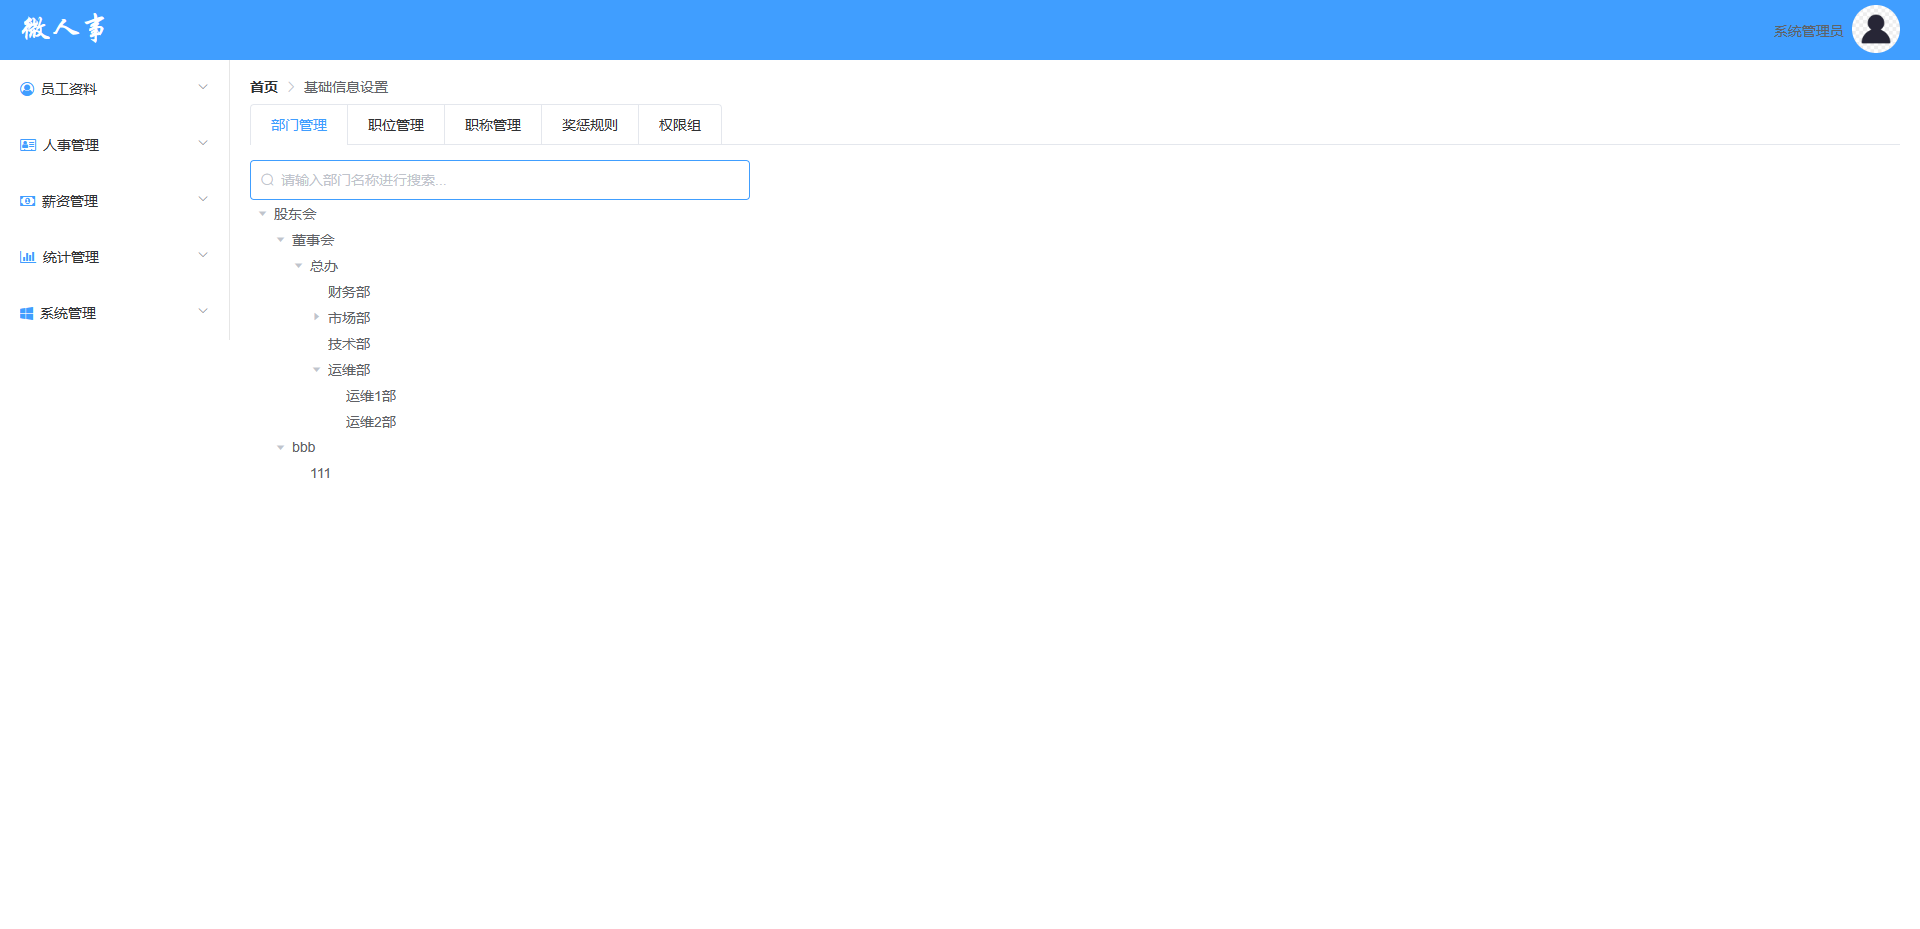 微人事
系统管理员
员工资料
人事管理
薪资管理
统计管理
系统管理
首页 基础信息设置
部门管理 职位管理 职称管理 奖惩规则 权限组
请输入部门名称进行搜索...
股东会
董事会
总办
财务部
市场部
技术部
运维部
运维1部
运维2部
bbb
111